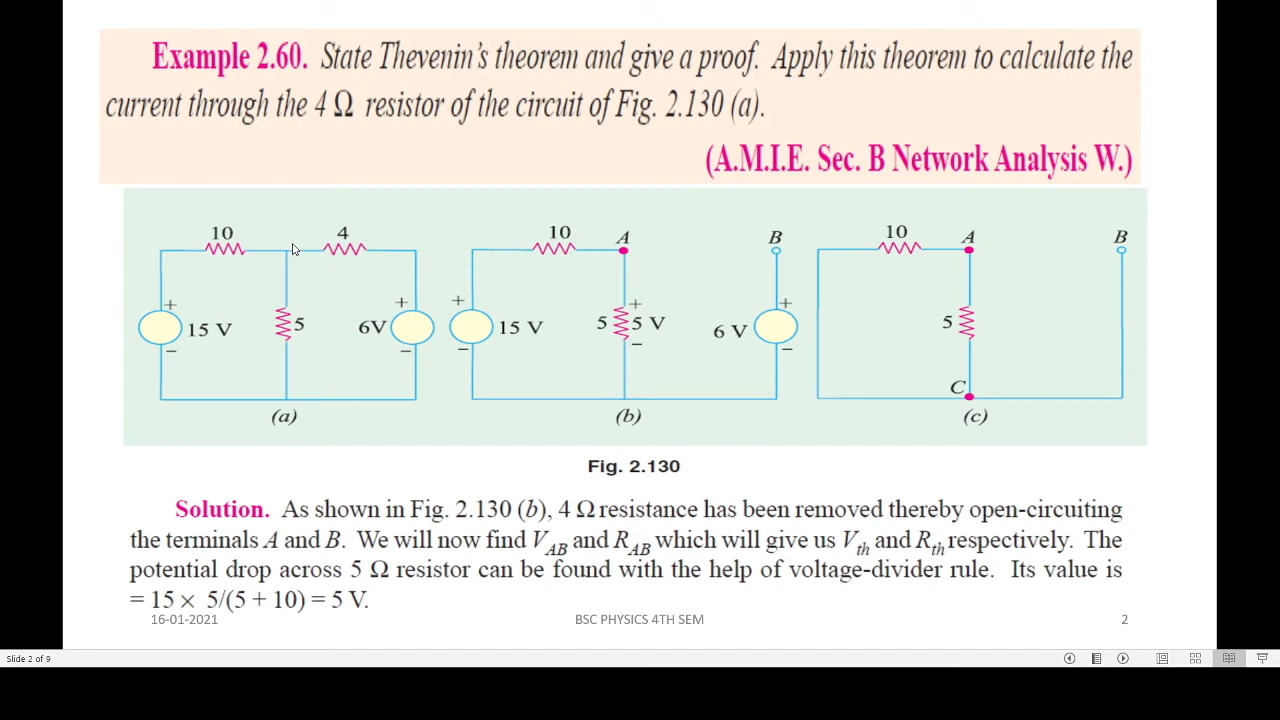 Example 2.60. State Thevenin's theorem and give a proof. Apply this theorem to calculate the
current through the 4 Ω resistor of the circuit of Fig. 2.130 (a).
(A.M.I.E. Sec. B Network Analysis W.)
10 4
+ 15 V − 5 + 6V −
(a)
10 A B
+ 15 V − 5 + 5 V − + 6 V −
(b)
10 A B
5
C
(c)
Fig. 2.130
Solution. As shown in Fig. 2.130 (b), 4 Ω resistance has been removed thereby open-circuiting
the terminals A and B. We will now find V_AB and R_AB which will give us V_th and R_th respectively. The
potential drop across 5 Ω resistor can be found with the help of voltage-divider rule. Its value is
= 15 × 5/(5 + 10) = 5 V.
16-01-2021 BSC PHYSICS 4TH SEM 2
Slide 2 of 9